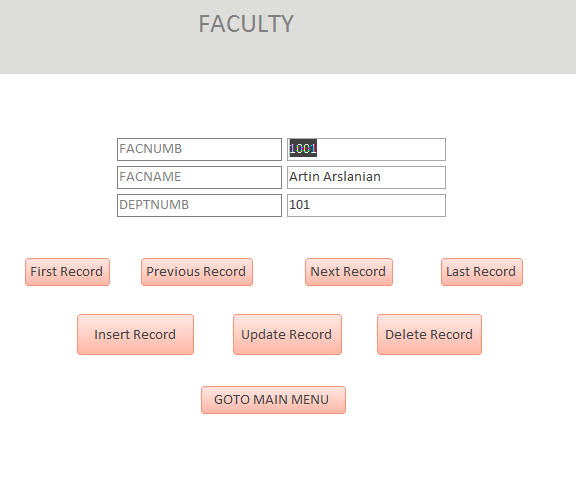 FACULTY
FACNUMB 1001
FACNAME Artin Arslanian
DEPTNUMB 101
First Record Previous Record Next Record Last Record
Insert Record Update Record Delete Record
GOTO MAIN MENU